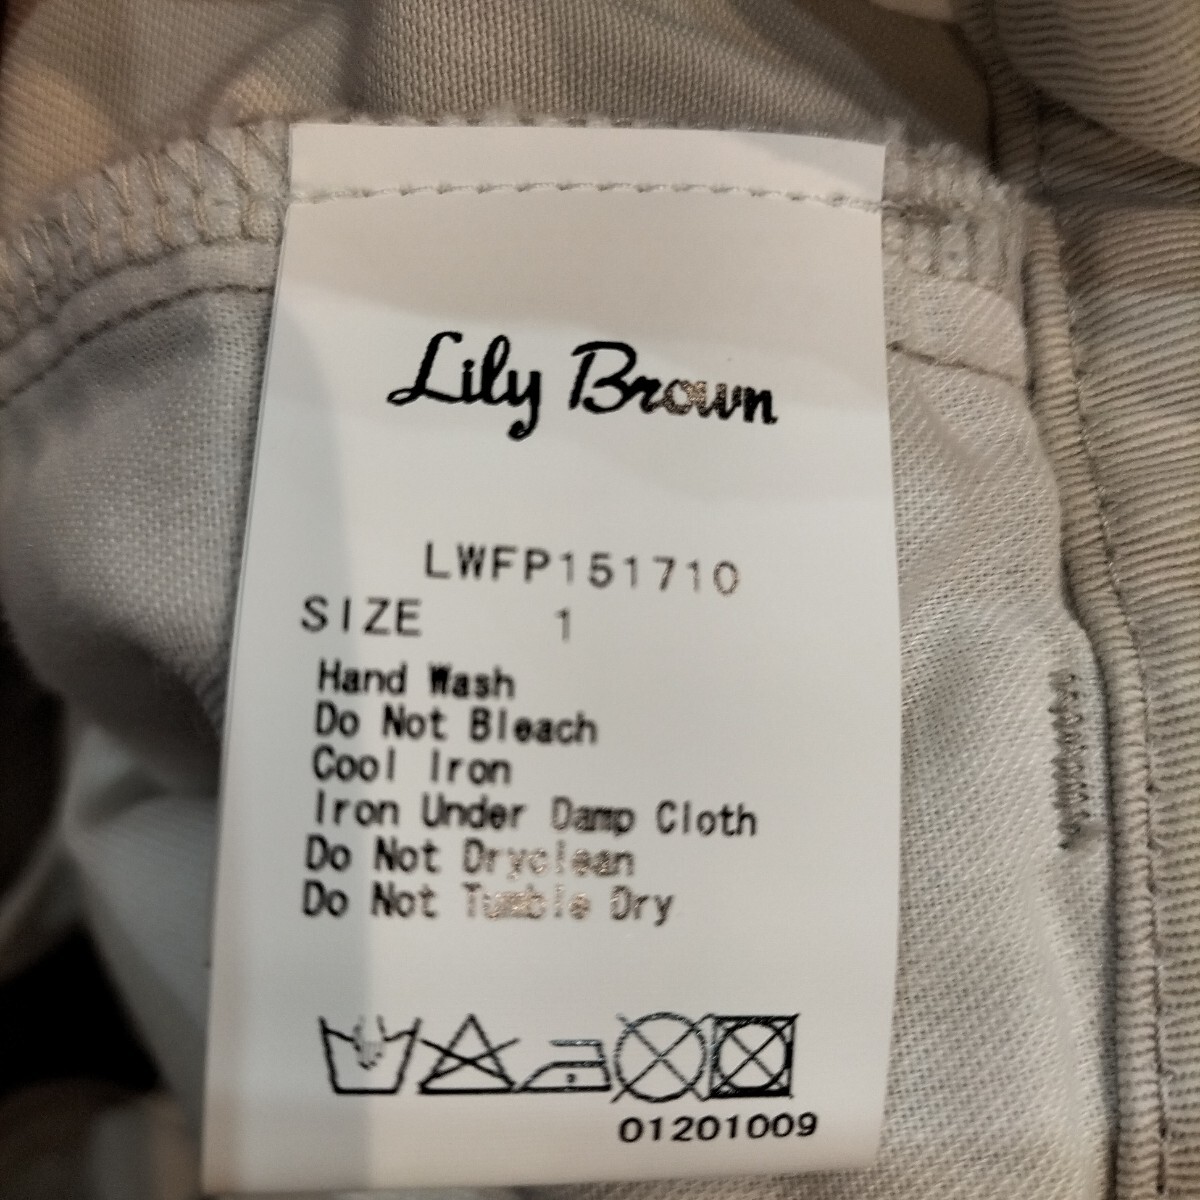 Lily Brown
LWFP151710
SIZE 1
Hand Wash
Do Not Bleach
Cool Iron
Iron Under Damp Cloth
Do Not Dryclean
Do Not Tumble Dry
01201009